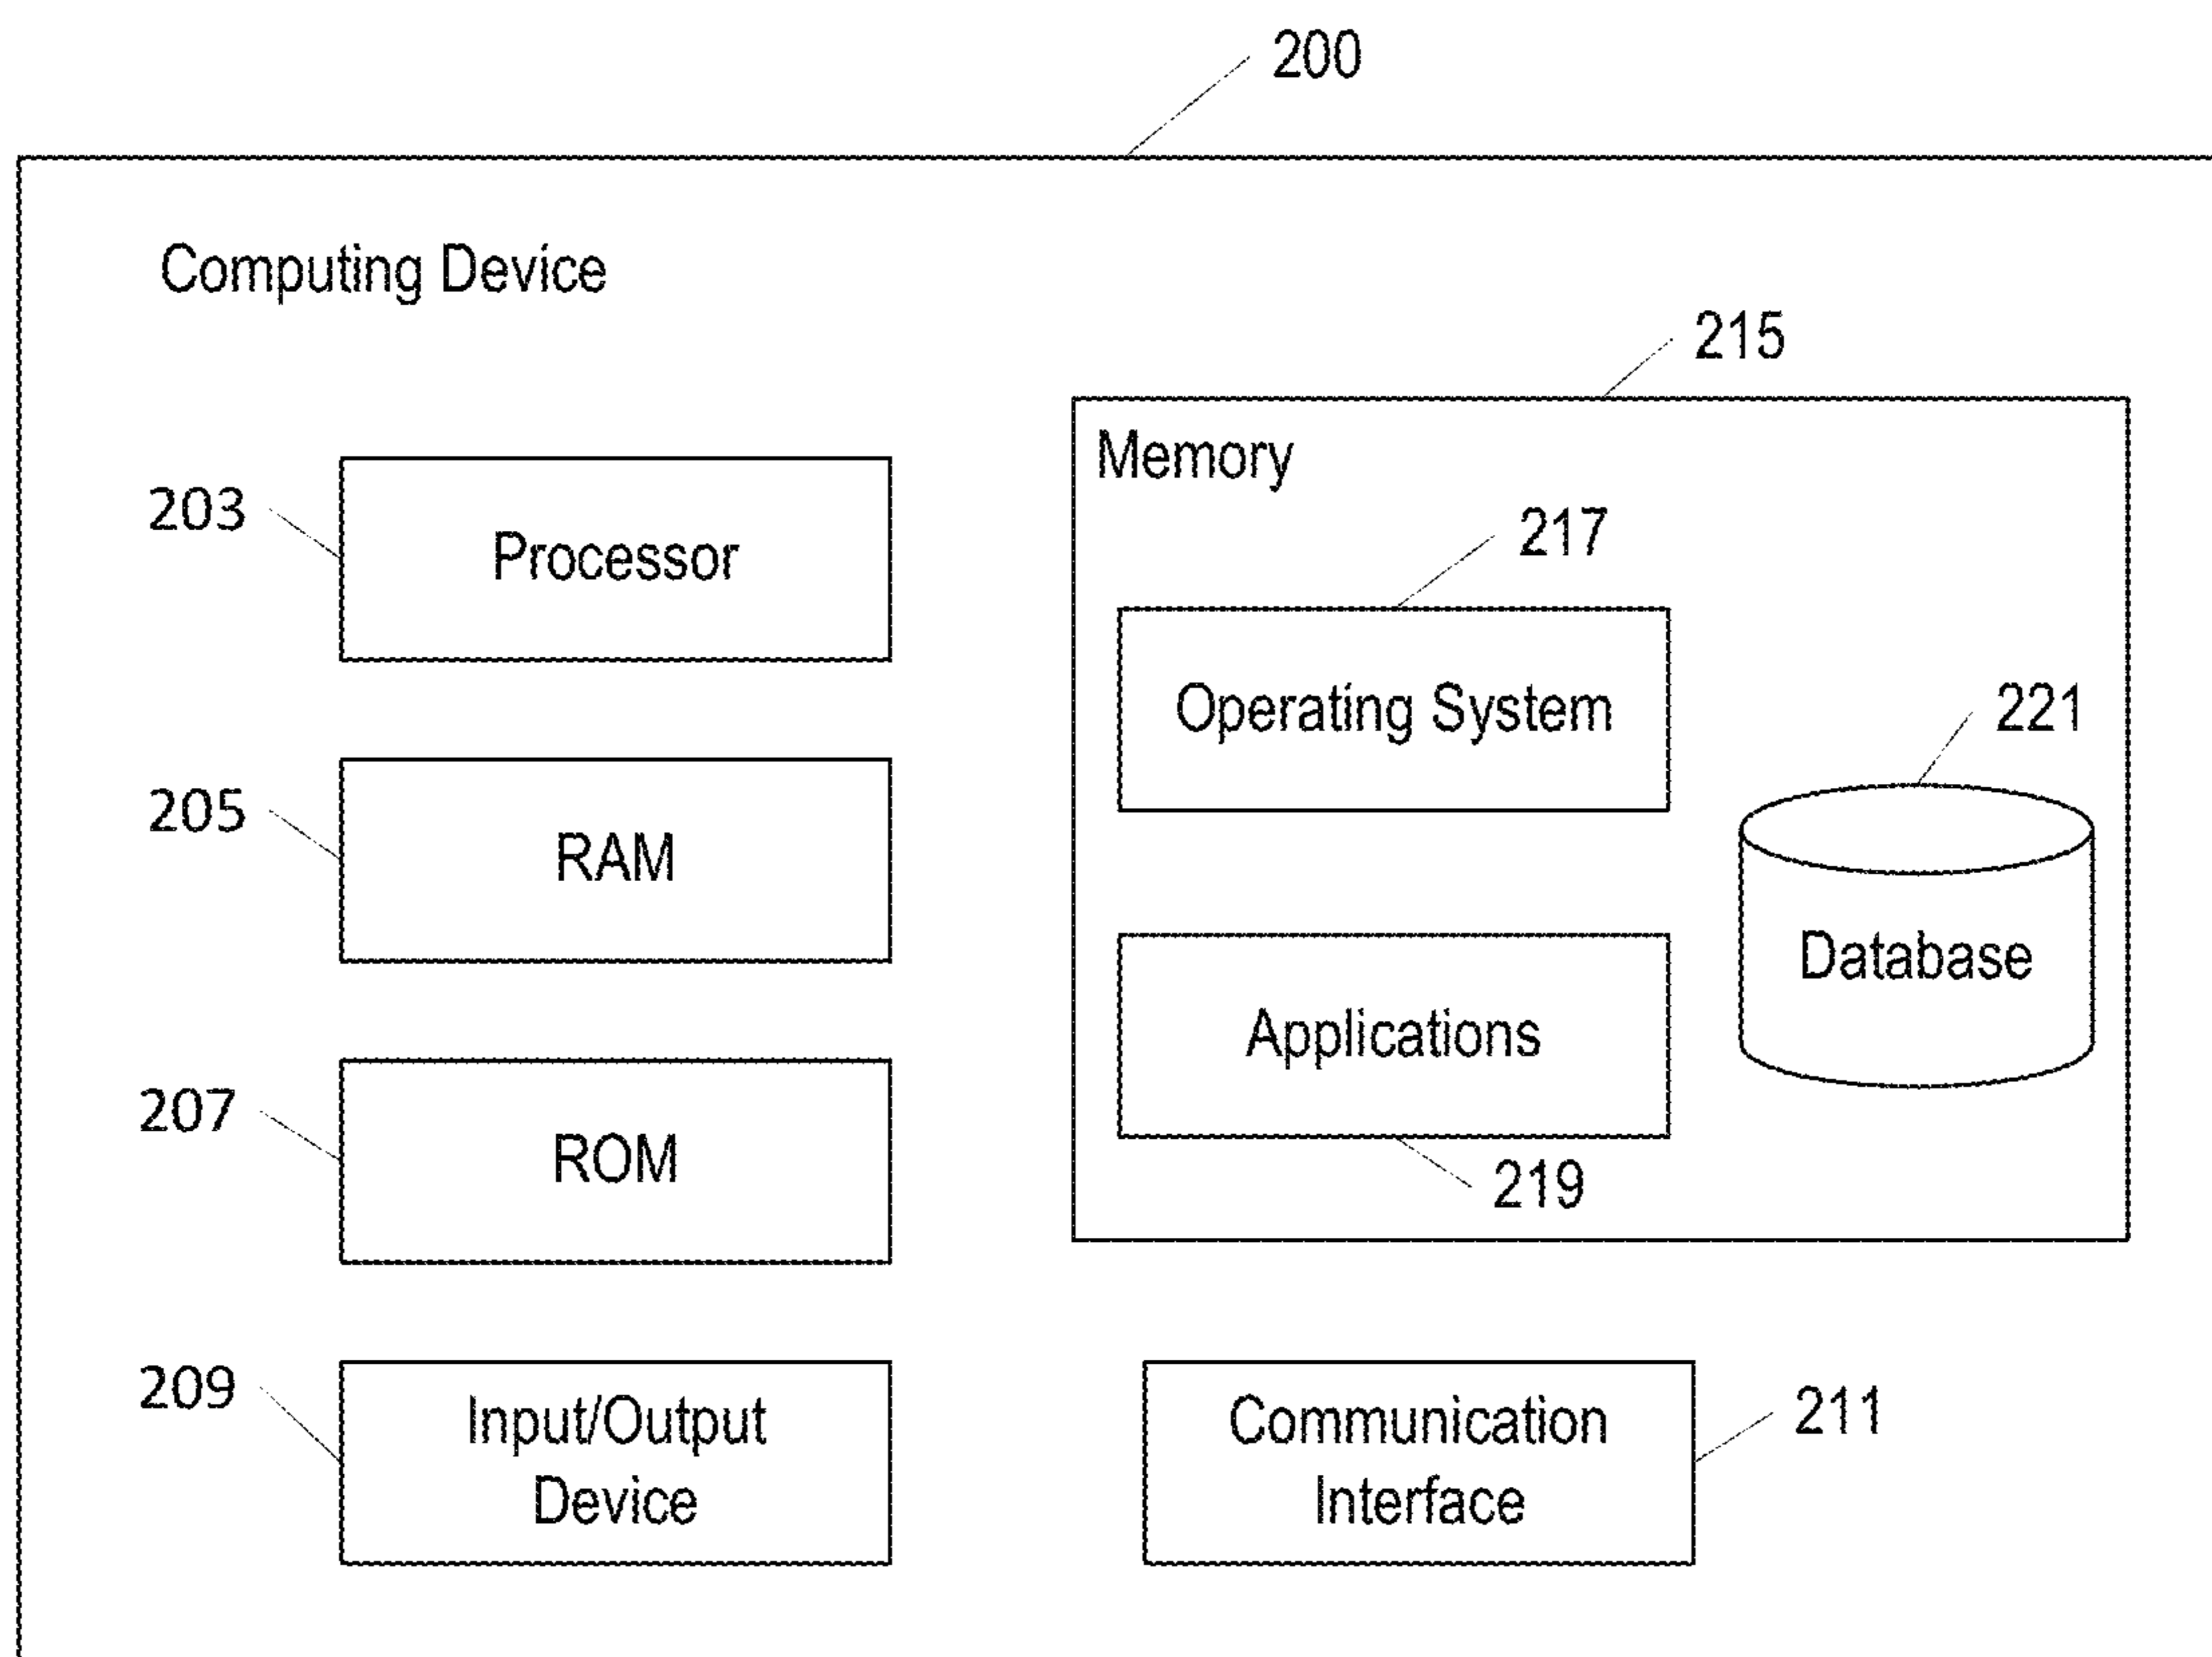 200
Computing Device
215
Memory
203
Processor
217
Operating System
221
205
RAM
Database
Applications
207
ROM
219
209
Input/Output
Device
Communication
Interface
211